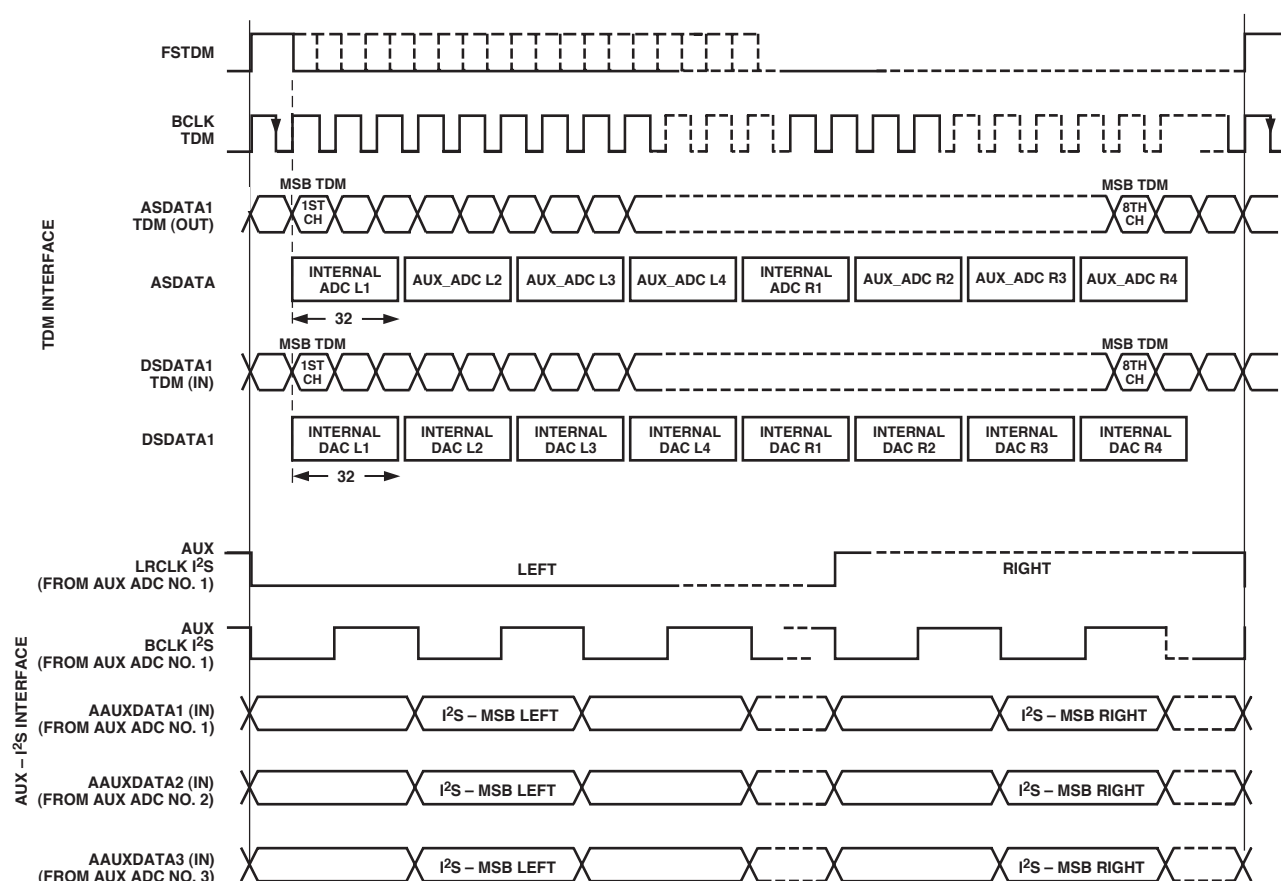 TDM INTERFACE
FSTDM
BCLK
TDM
MSB TDM
MSB TDM
ASDATA1
TDM (OUT)
1ST
CH
8TH
CH
ASDATA
INTERNAL
ADC L1
AUX_ADC L2
AUX_ADC L3
AUX_ADC L4
INTERNAL
ADC R1
AUX_ADC R2
AUX_ADC R3
AUX_ADC R4
32
MSB TDM
MSB TDM
DSDATA1
TDM (IN)
1ST
CH
8TH
CH
DSDATA1
INTERNAL
DAC L1
INTERNAL
DAC L2
INTERNAL
DAC L3
INTERNAL
DAC L4
INTERNAL
DAC R1
INTERNAL
DAC R2
INTERNAL
DAC R3
INTERNAL
DAC R4
32
AUX – I²S INTERFACE
AUX
LRCLK I²S
(FROM AUX ADC NO. 1)
LEFT
RIGHT
AUX
BCLK I²S
(FROM AUX ADC NO. 1)
AAUXDATA1 (IN)
(FROM AUX ADC NO. 1)
I²S – MSB LEFT
I²S – MSB RIGHT
AAUXDATA2 (IN)
(FROM AUX ADC NO. 2)
I²S – MSB LEFT
I²S – MSB RIGHT
AAUXDATA3 (IN)
(FROM AUX ADC NO. 3)
I²S – MSB LEFT
I²S – MSB RIGHT